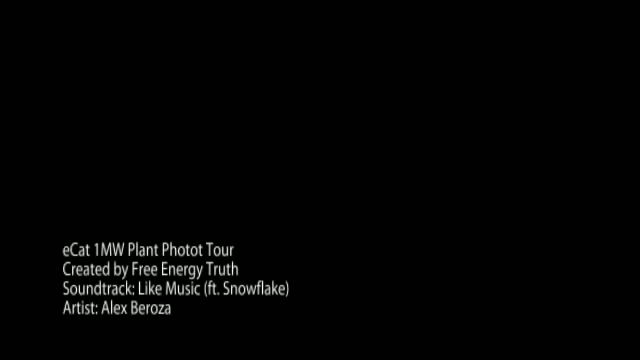 eCat 1MW Plant Photot Tour
Created by Free Energy Truth
Soundtrack: Like Music (ft. Snowflake)
Artist: Alex Beroza